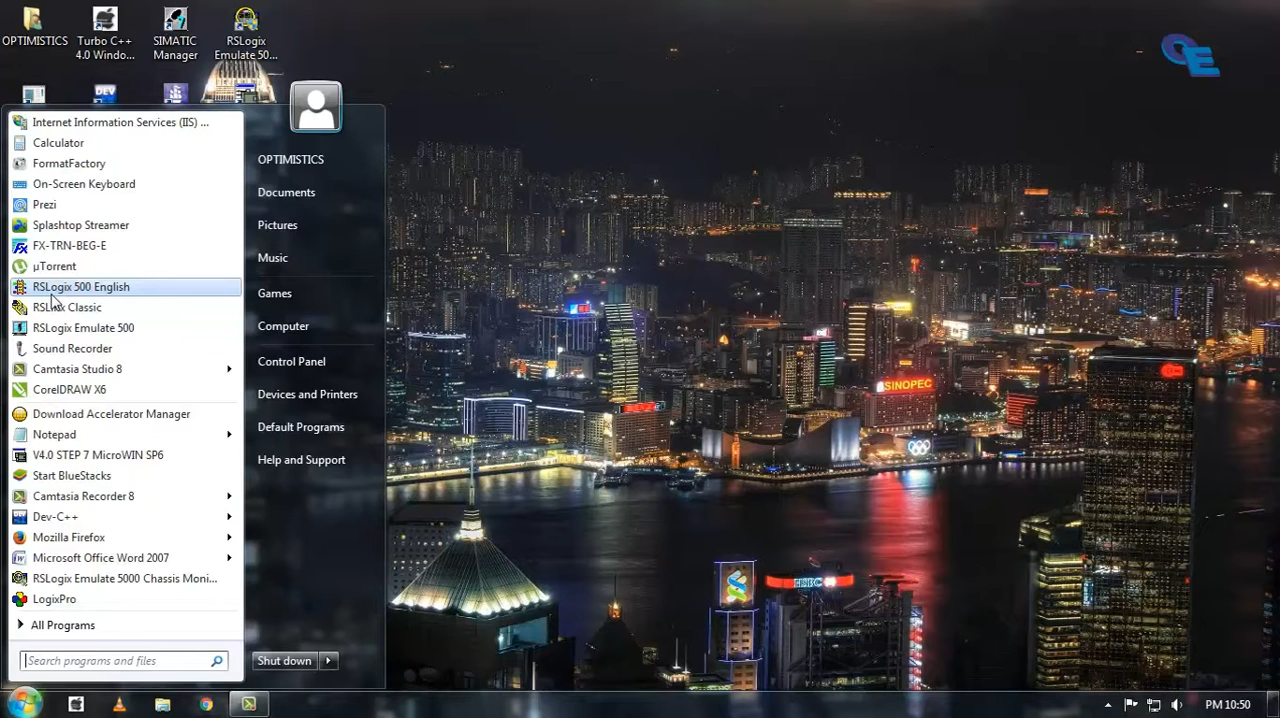 OPTIMISTICS
Turbo C++
4.0 Windo...
SIMATIC
Manager
RSLogix
Emulate 50...
OE
DEV
Internet Information Services (IIS) ...
Calculator
FormatFactory
On-Screen Keyboard
Prezi
Splashtop Streamer
FX-TRN-BEG-E
µTorrent
RSLogix 500 English
RSLinx Classic
RSLogix Emulate 500
Sound Recorder
Camtasia Studio 8
CorelDRAW X6
Download Accelerator Manager
Notepad
V4.0 STEP 7 MicroWIN SP6
Start BlueStacks
Camtasia Recorder 8
Dev-C++
Mozilla Firefox
Microsoft Office Word 2007
RSLogix Emulate 5000 Chassis Moni...
LogixPro
All Programs
Search programs and files
OPTIMISTICS
Documents
Pictures
Music
Games
Computer
Control Panel
Devices and Printers
Default Programs
Help and Support
Shut down
SINOPEC
HSBC
PM 10:50